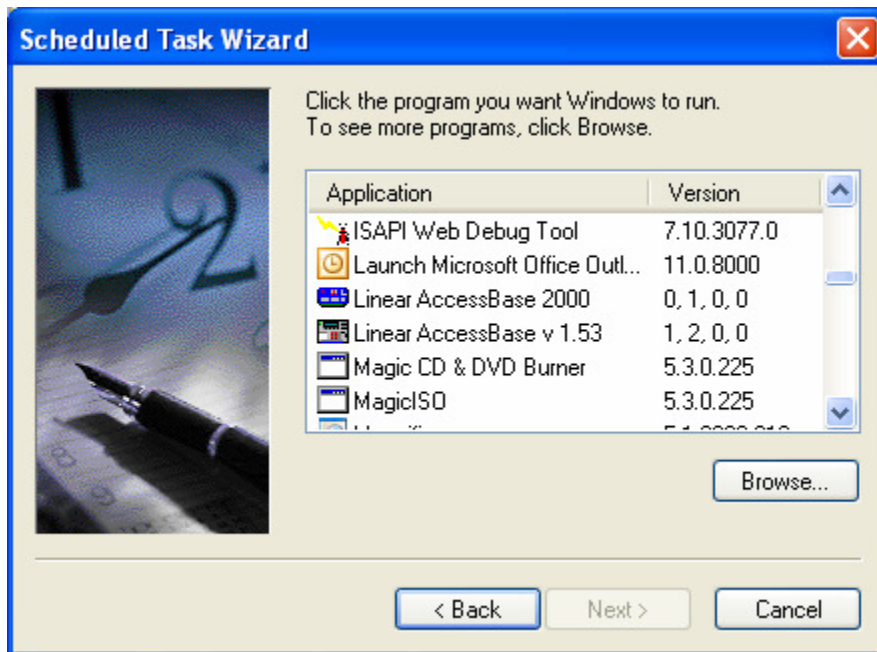 Scheduled Task Wizard
Click the program you want Windows to run.
To see more programs, click Browse.
Application Version
ISAPI Web Debug Tool 7.10.3077.0
Launch Microsoft Office Outl... 11.0.8000
Linear AccessBase 2000 0, 1, 0, 0
Linear AccessBase v 1.53 1, 2, 0, 0
Magic CD & DVD Burner 5.3.0.225
MagicISO 5.3.0.225
Browse...
< Back Next > Cancel